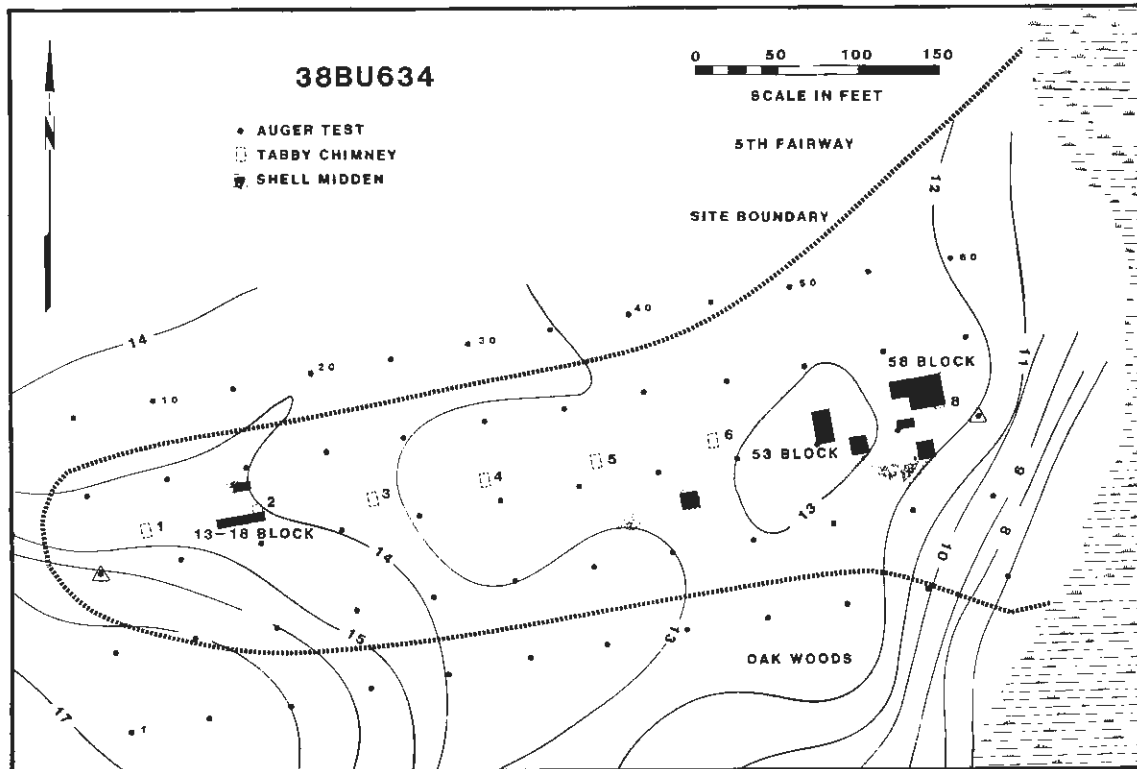 38BU634
N
AUGER TEST
TABBY CHIMNEY
SHELL MIDDEN
0 50 100 150
SCALE IN FEET
5TH FAIRWAY
SITE BOUNDARY
12
60
50
40
30
20
10
14
11
58 BLOCK
8
6
53 BLOCK
5
4
3
2
1
13-18 BLOCK
13
14
15
13
10
9
8
OAK WOODS
17
1